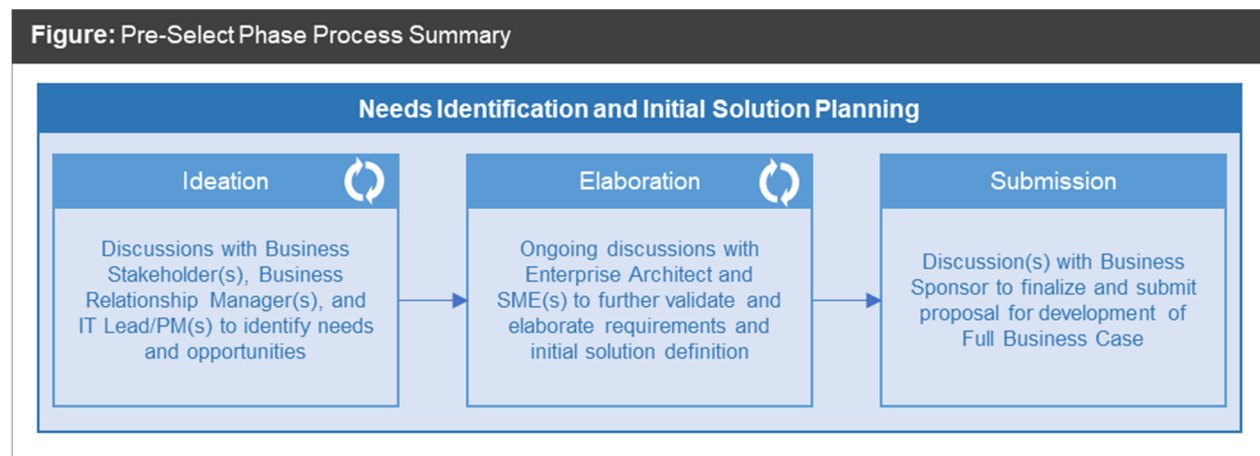 Figure: Pre-Select Phase Process Summary
Needs Identification and Initial Solution Planning
Ideation
Discussions with Business
Stakeholder(s), Business
Relationship Manager(s), and
IT Lead/PM(s) to identify needs
and opportunities
Elaboration
Ongoing discussions with
Enterprise Architect and
SME(s) to further validate and
elaborate requirements and
initial solution definition
Submission
Discussion(s) with Business
Sponsor to finalize and submit
proposal for development of
Full Business Case